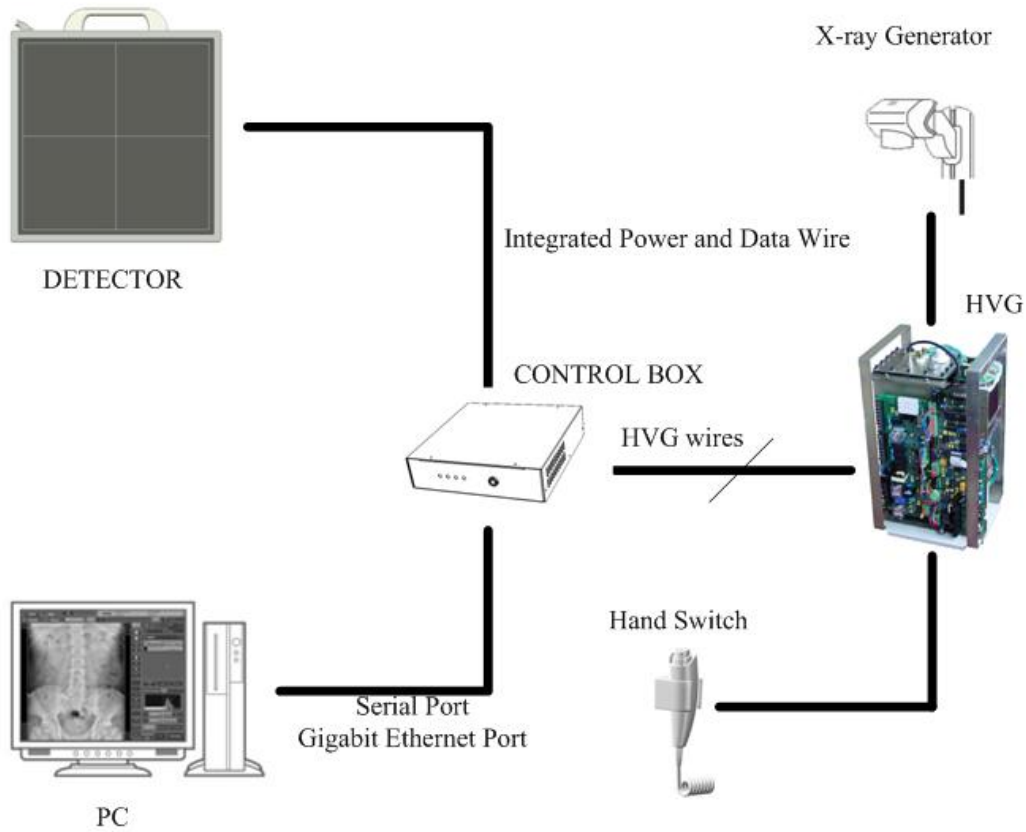 X-ray Generator
Integrated Power and Data Wire
DETECTOR
HVG
CONTROL BOX
HVG wires
Hand Switch
Serial Port
Gigabit Ethernet Port
PC